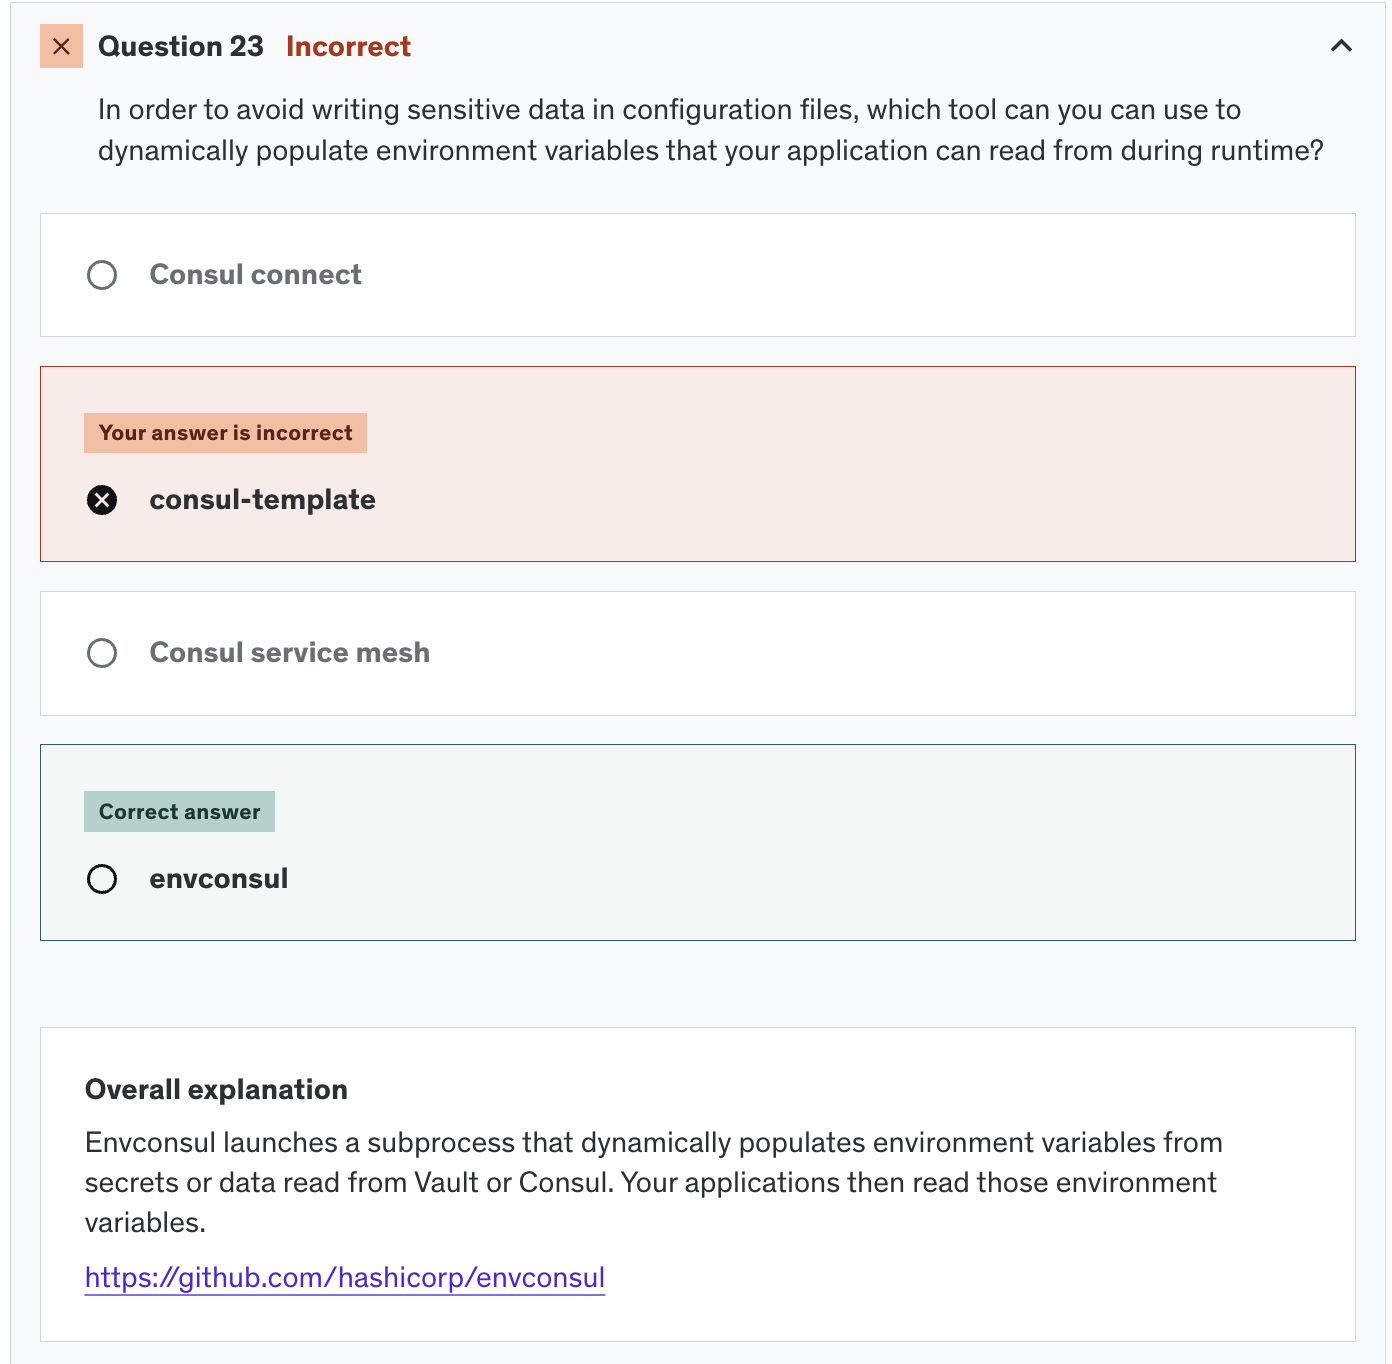 Question 23 Incorrect
In order to avoid writing sensitive data in configuration files, which tool can you can use to
dynamically populate environment variables that your application can read from during runtime?
Consul connect
Your answer is incorrect
consul-template
Consul service mesh
Correct answer
envconsul
Overall explanation
Envconsul launches a subprocess that dynamically populates environment variables from
secrets or data read from Vault or Consul. Your applications then read those environment
variables.
https://github.com/hashicorp/envconsul